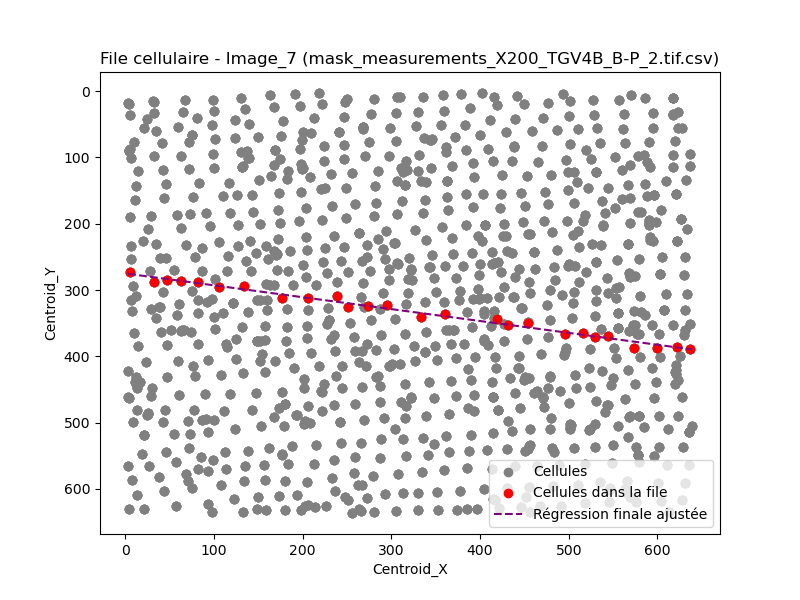 File cellulaire - Image_7 (mask_measurements_X200_TGV4B_B-P_2.tif.csv)
0
100
200
300
400
500
600
Centroid_Y
Cellules
Cellules dans la file
Régression finale ajustée
0 100 200 300 400 500 600
Centroid_X